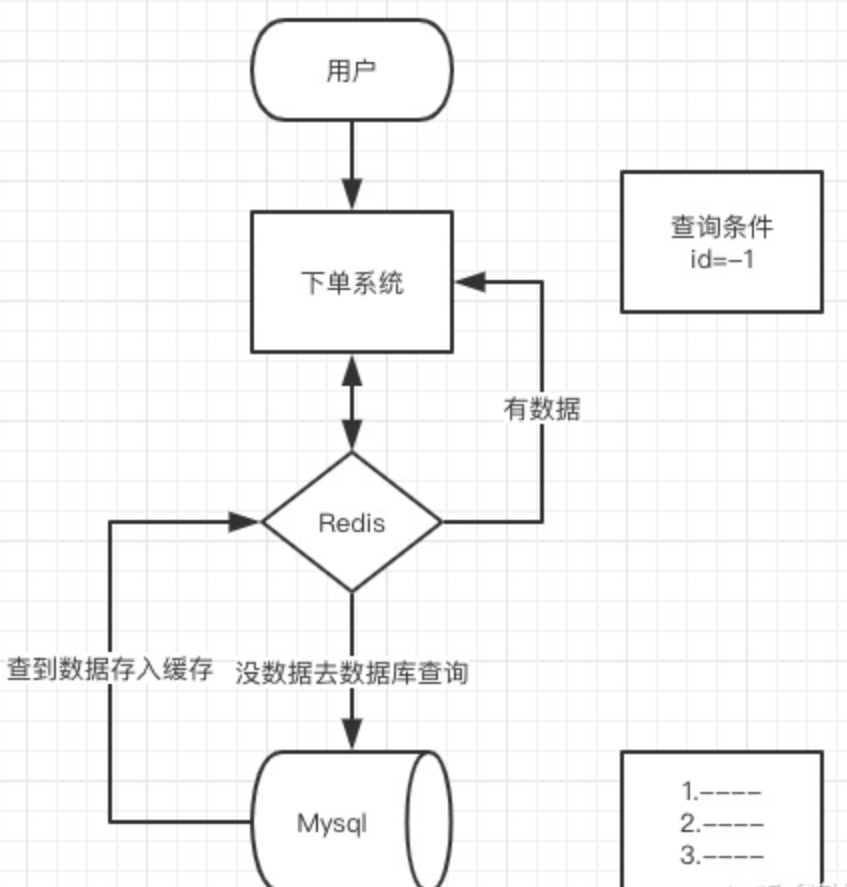 用户
下单系统
查询条件
id=-1
有数据
Redis
查到数据存入缓存
没数据去数据库查询
Mysql
1.----
2.----
3.----